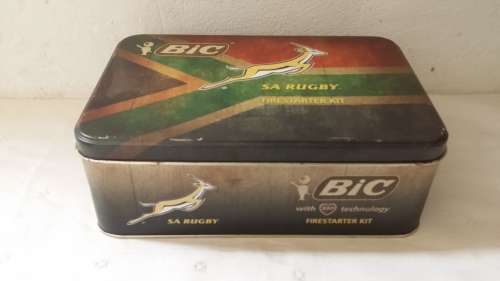 BiC
SA RUGBY
FIRESTARTER KIT
SA RUGBY
BiC
with technology
FIRESTARTER KIT